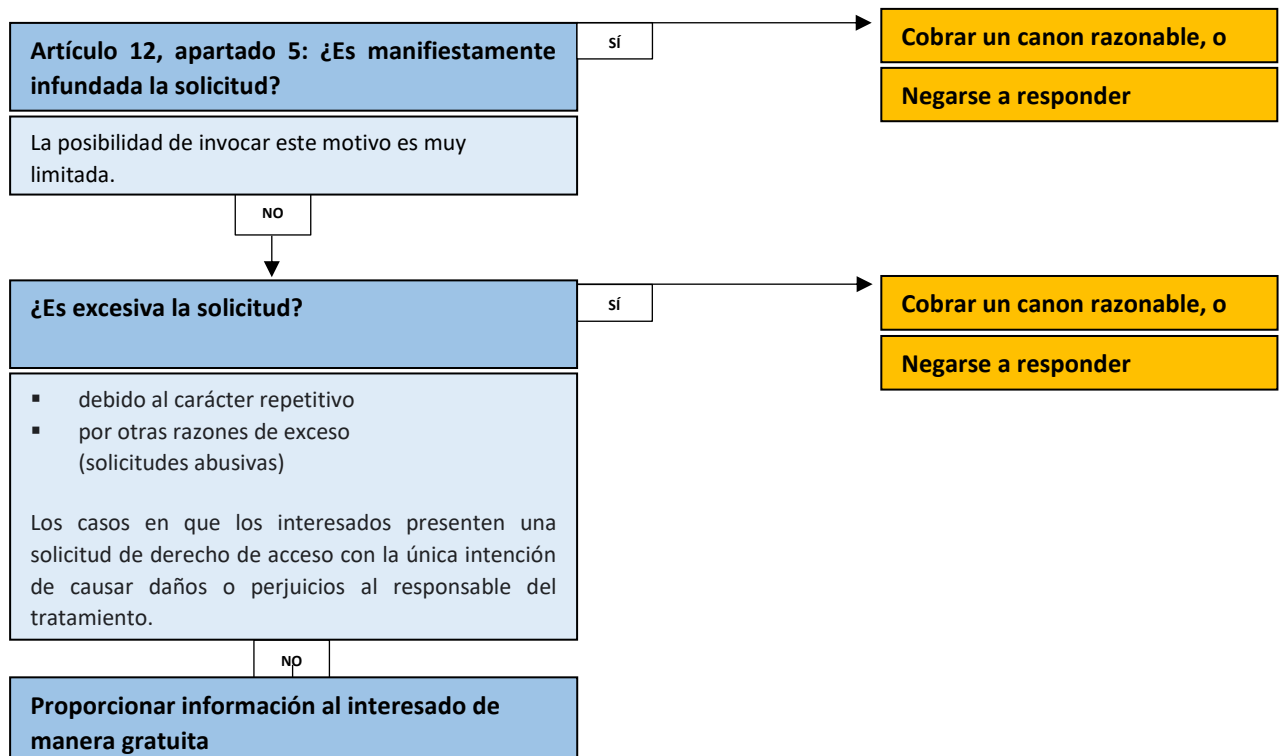 Artículo 12, apartado 5: ¿Es manifiestamente
infundada la solicitud?
SÍ
Cobrar un canon razonable, o
Negarse a responder
La posibilidad de invocar este motivo es muy
limitada.
NO
¿Es excesiva la solicitud?
SÍ
Cobrar un canon razonable, o
Negarse a responder
▪ debido al carácter repetitivo
▪ por otras razones de exceso
(solicitudes abusivas)
Los casos en que los interesados presenten una
solicitud de derecho de acceso con la única intención
de causar daños o perjuicios al responsable del
tratamiento.
NO
Proporcionar información al interesado de
manera gratuita